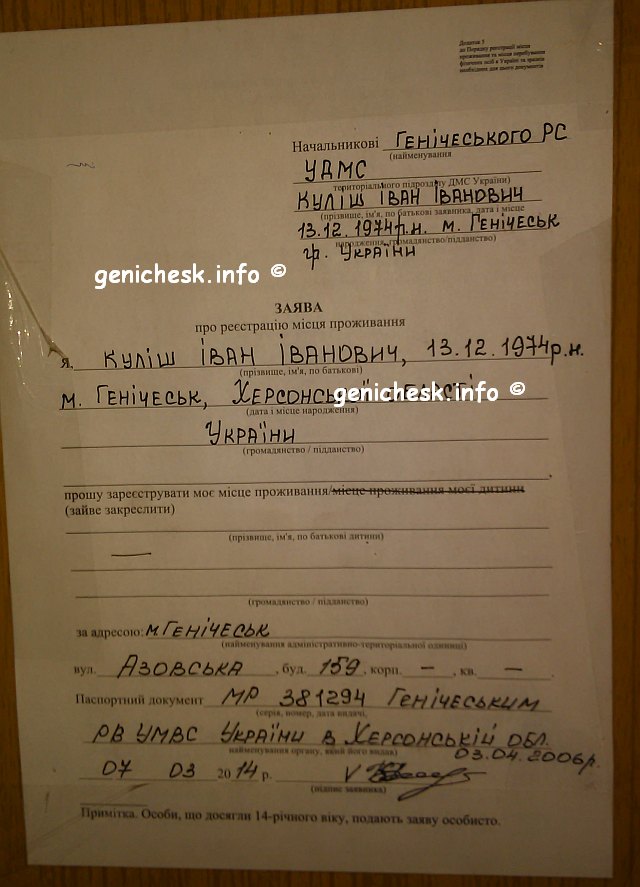 Додаток 5
до Порядку реєстрації місця
проживання та місця перебування
фізичних осіб в Україні та зразків
необхідних для цього документів
Начальникові ГЕНІЧЕСЬКОГО РС
(найменування
УДМС
територіального підрозділу ДМС України)
КУЛІШ ІВАН ІВАНОВИЧ
(прізвище, ім'я, по батькові заявника, дата і місце
13.12.1974р.н. м. ГЕНІЧЕСЬК
народження, громадянство/підданство)
гр. УКРАЇНИ
genichesk.info ©
ЗАЯВА
про реєстрацію місця проживання
Я, КУЛІШ ІВАН ІВАНОВИЧ, 13.12.1974р.н.
(прізвище, ім'я, по батькові)
м. ГЕНІЧЕСЬК, ХЕРСОНСЬКОЇ ОБЛАСТІ
genichesk.info ©
(дата і місце народження)
УКРАЇНИ
(громадянство / підданство)
прошу зареєструвати моє місце проживання/місце проживання моєї дитини
(зайве закреслити)
(прізвище, ім'я, по батькові дитини)
—
(громадянство / підданство)
за адресою: м.ГЕНІЧЕСЬК
(найменування адміністративно-територіальної одиниці)
вул. АЗОВСЬКА , буд. 159 , корп. – , кв. – .
Паспортний документ МР 381294 ГЕНІЧЕСЬКИМ
(серія, номер, дата видачі,
РВ УМВС УКРАЇНИ В ХЕРСОНСЬКІЙ ОБЛ.
найменування органу, який його видав)
03.04.2006р.
07 03 2014 р. V
(підпис заявника)
Примітка. Особи, що досягли 14-річного віку, подають заяву особисто.